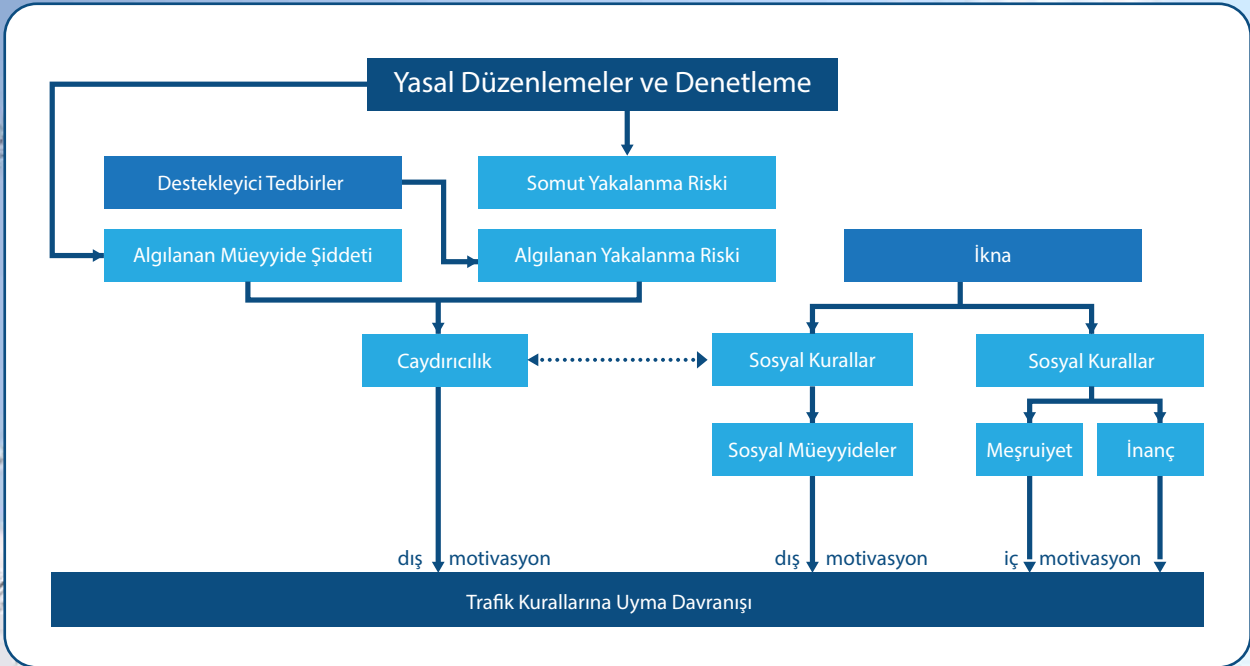 Yasal Düzenlemeler ve Denetleme
Destekleyici Tedbirler
Somut Yakalanma Riski
Algılanan Müeyyide Şiddeti
Algılanan Yakalanma Riski
İkna
Caydırıcılık
Sosyal Kurallar
Sosyal Kurallar
Sosyal Müeyyideler
Meşruiyet
İnanç
dış motivasyon
dış motivasyon
iç motivasyon
Trafik Kurallarına Uyma Davranışı